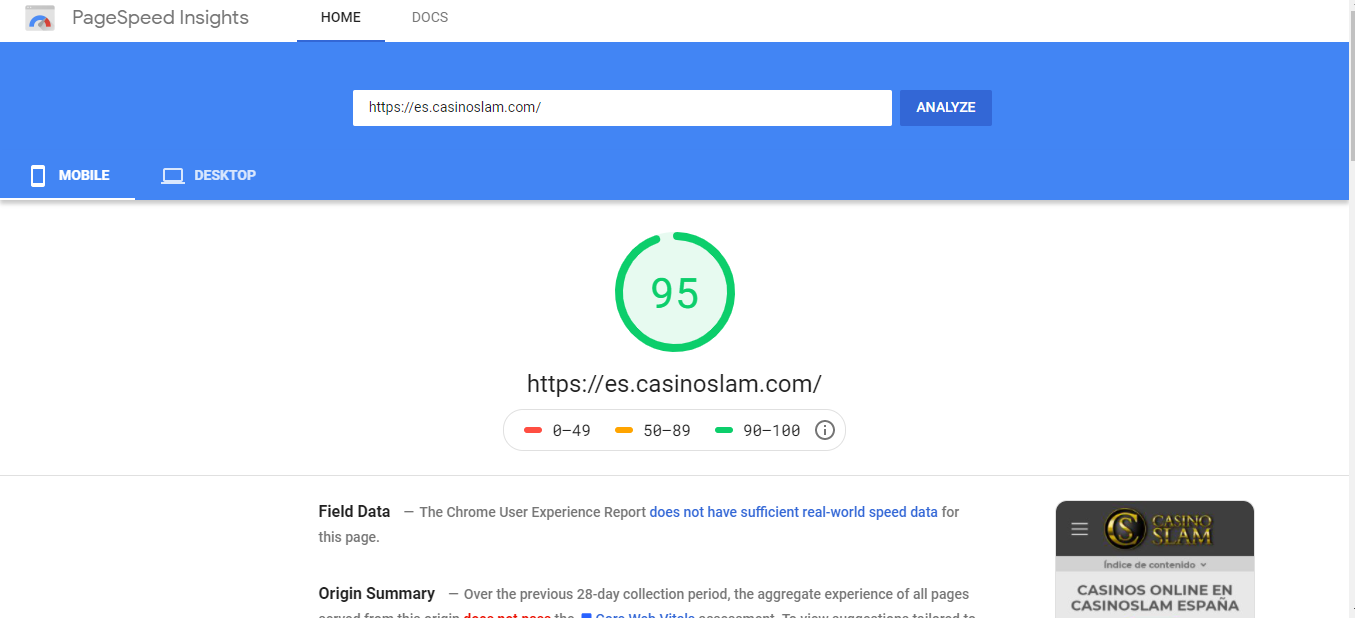 PageSpeed Insights HOME DOCS
https://es.casinoslam.com/ ANALYZE
MOBILE DESKTOP
95
https://es.casinoslam.com/
0–49 50–89 90–100
Field Data — The Chrome User Experience Report does not have sufficient real-world speed data for
this page.
CASINO
SLAM
Índice de contenido
CASINOS ONLINE EN
CASINOSLAM ESPAÑA
Origin Summary — Over the previous 28-day collection period, the aggregate experience of all pages
served from this origin does not pass the Core Web Vitals assessment. To view suggestions tailored to